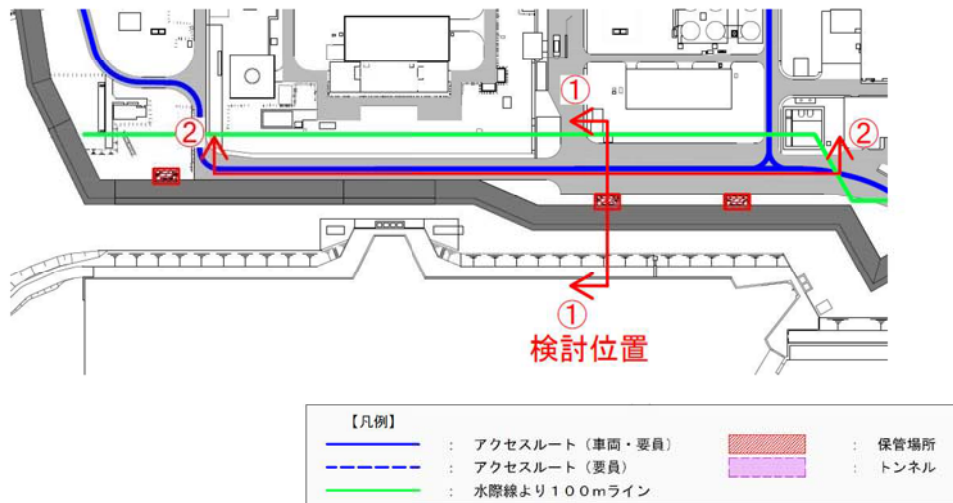 ①
②
②
①
検討位置
【凡例】
： アクセスルート（車両・要員）
： 保管場所
： アクセスルート（要員）
： トンネル
： 水際線より１００ｍライン